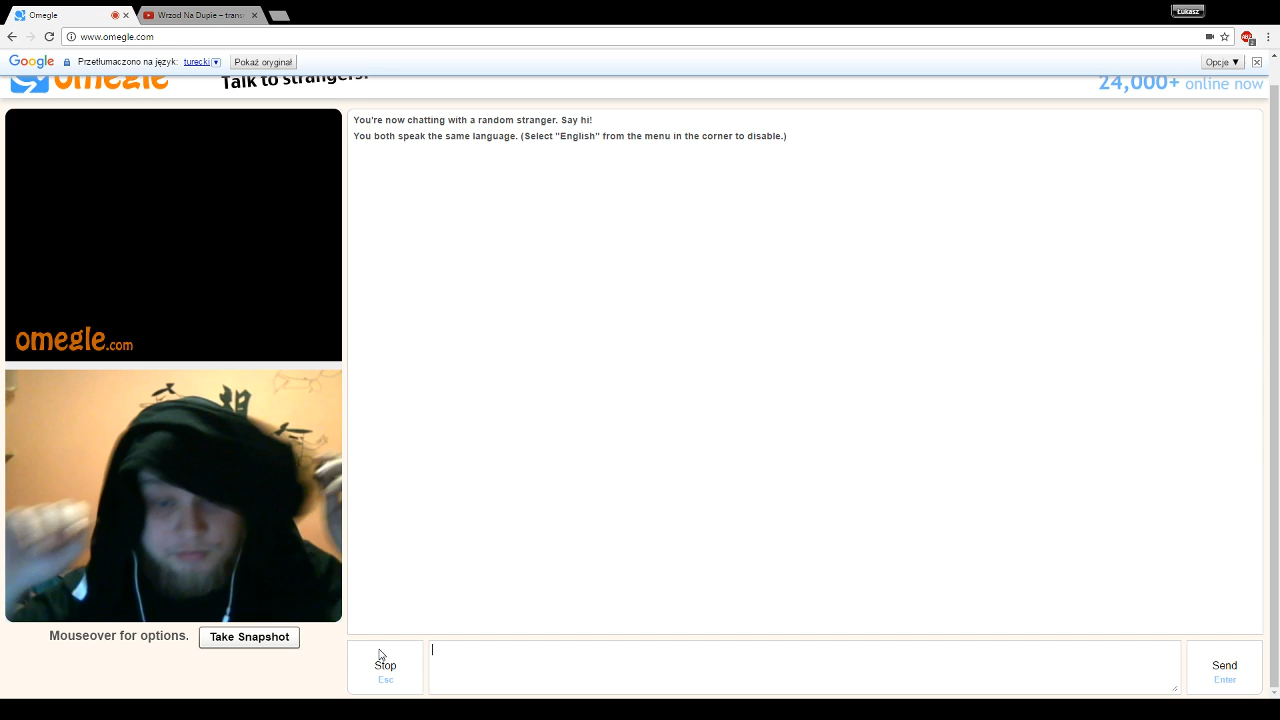 Omegle
Wrzod Na Dupie – trans
Łukasz
www.omegle.com
Google
Przetłumaczono na język: turecki
Pokaż oryginał
Opcje
omegle
Talk to strangers!
24,000+ online now
You're now chatting with a random stranger. Say hi!
You both speak the same language. (Select "English" from the menu in the corner to disable.)
omegle.com
Mouseover for options.
Take Snapshot
Stop
Esc
Send
Enter